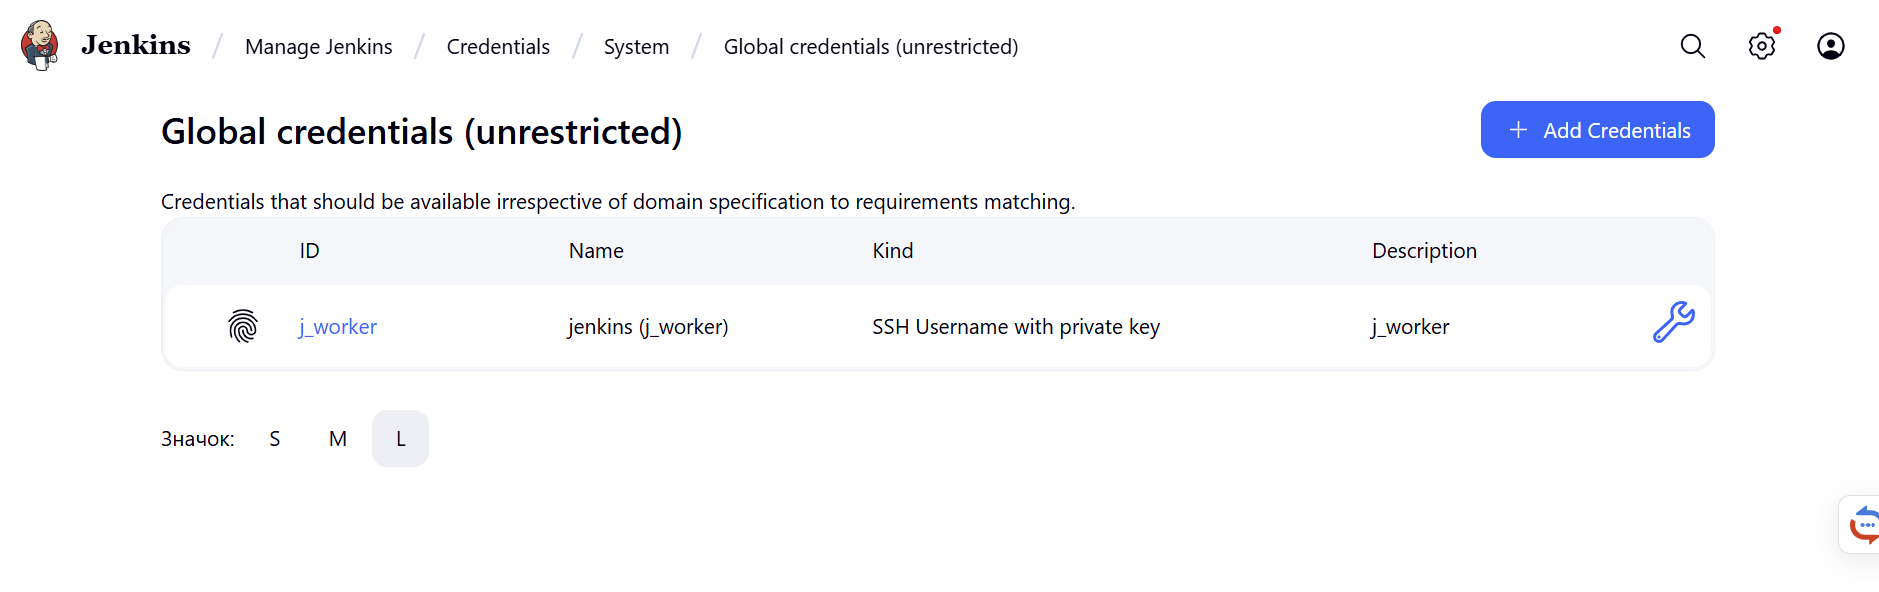 Jenkins / Manage Jenkins / Credentials / System / Global credentials (unrestricted)
Global credentials (unrestricted)
+ Add Credentials
Credentials that should be available irrespective of domain specification to requirements matching.
ID Name Kind Description
j_worker jenkins (j_worker) SSH Username with private key j_worker
Значок: S M L